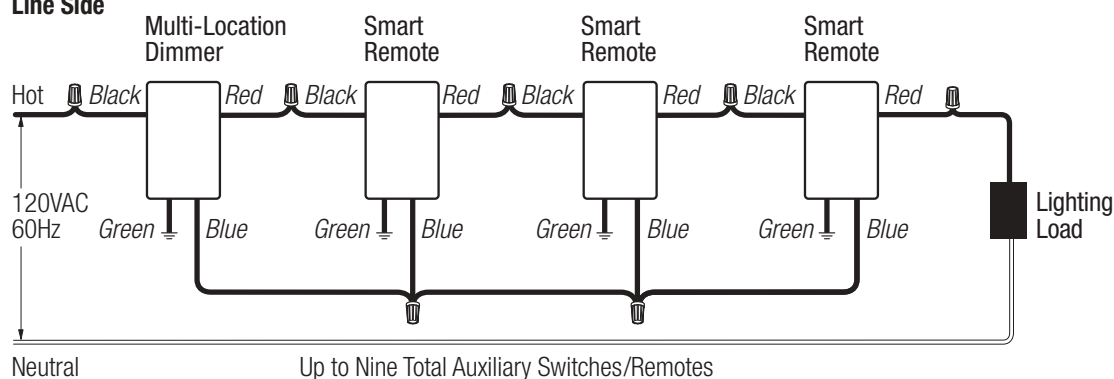 Line Side
Multi-Location Dimmer
Smart Remote
Smart Remote
Smart Remote
Hot
Black
Red
Black
Red
Black
Red
Black
Red
120VAC
60Hz
Green
Blue
Green
Blue
Green
Blue
Green
Blue
Lighting
Load
Neutral
Up to Nine Total Auxiliary Switches/Remotes